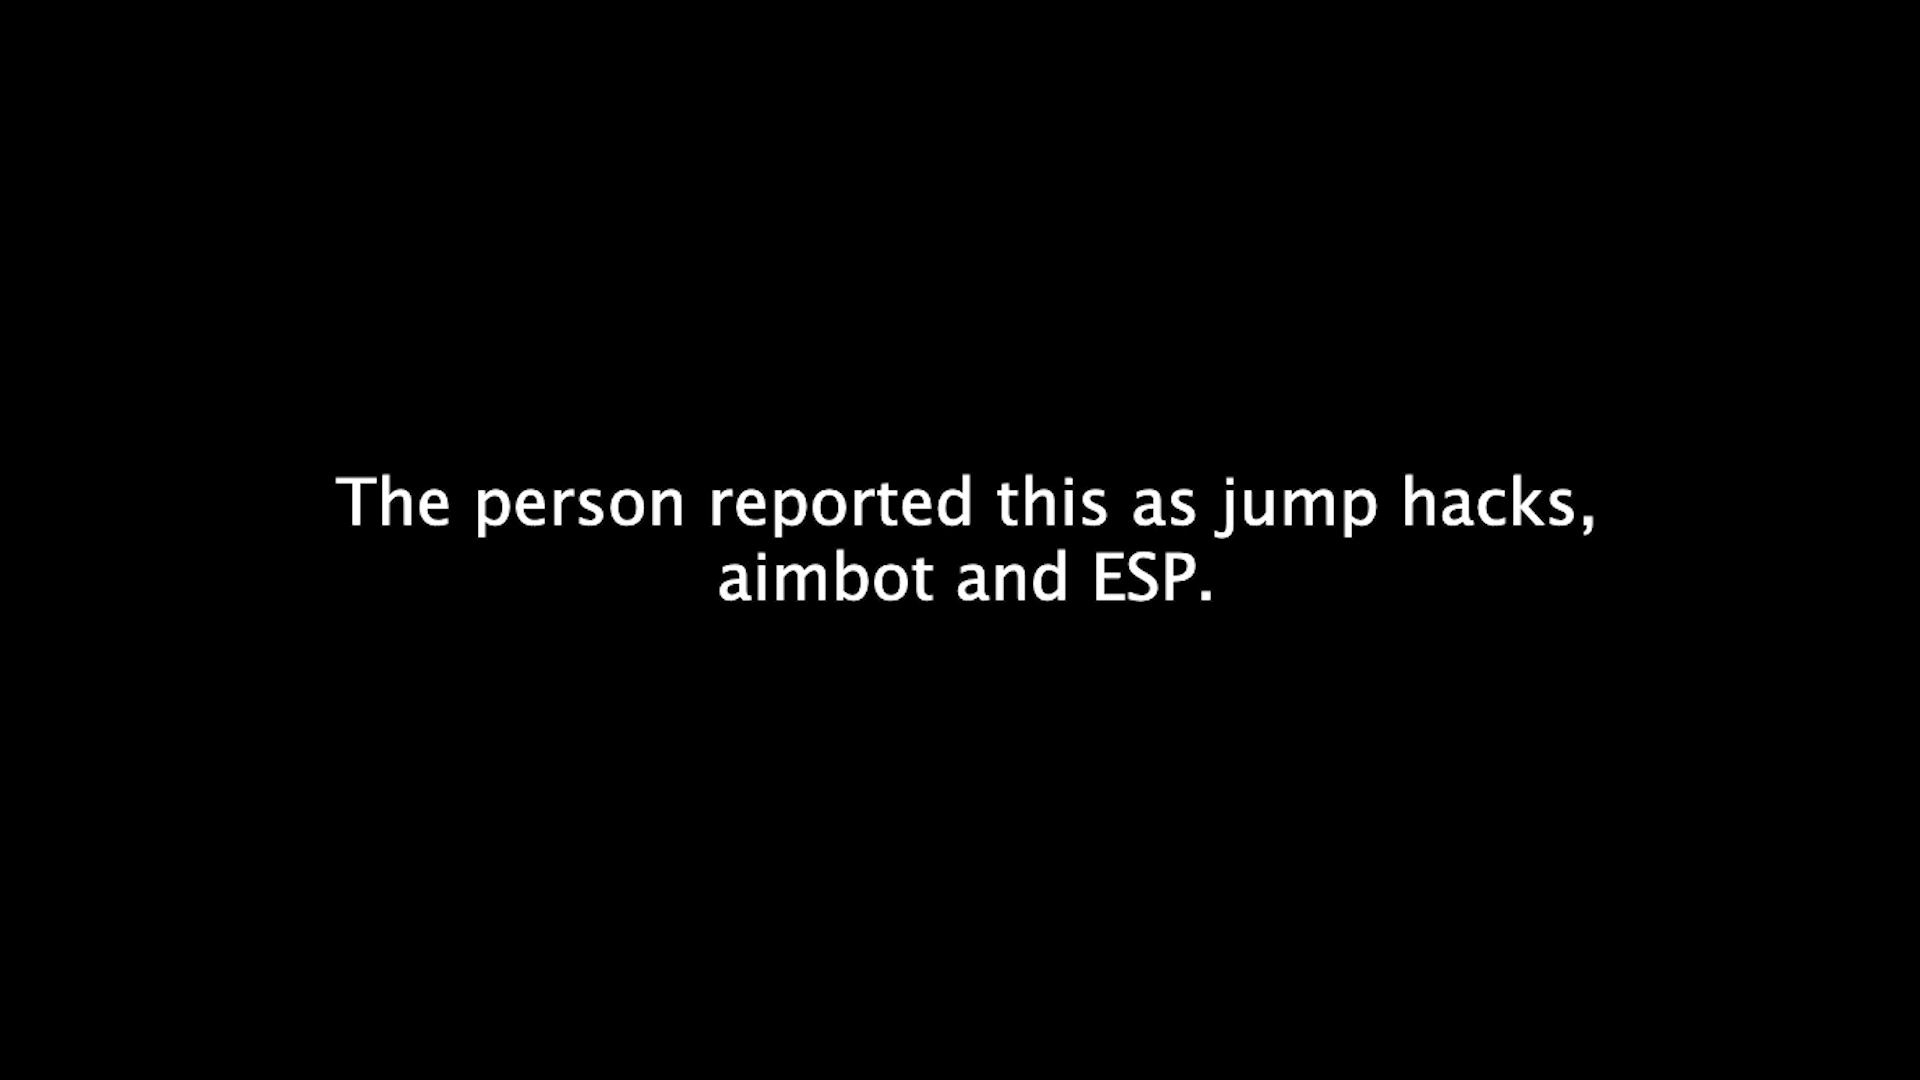 The person reported this as jump hacks,
aimbot and ESP.